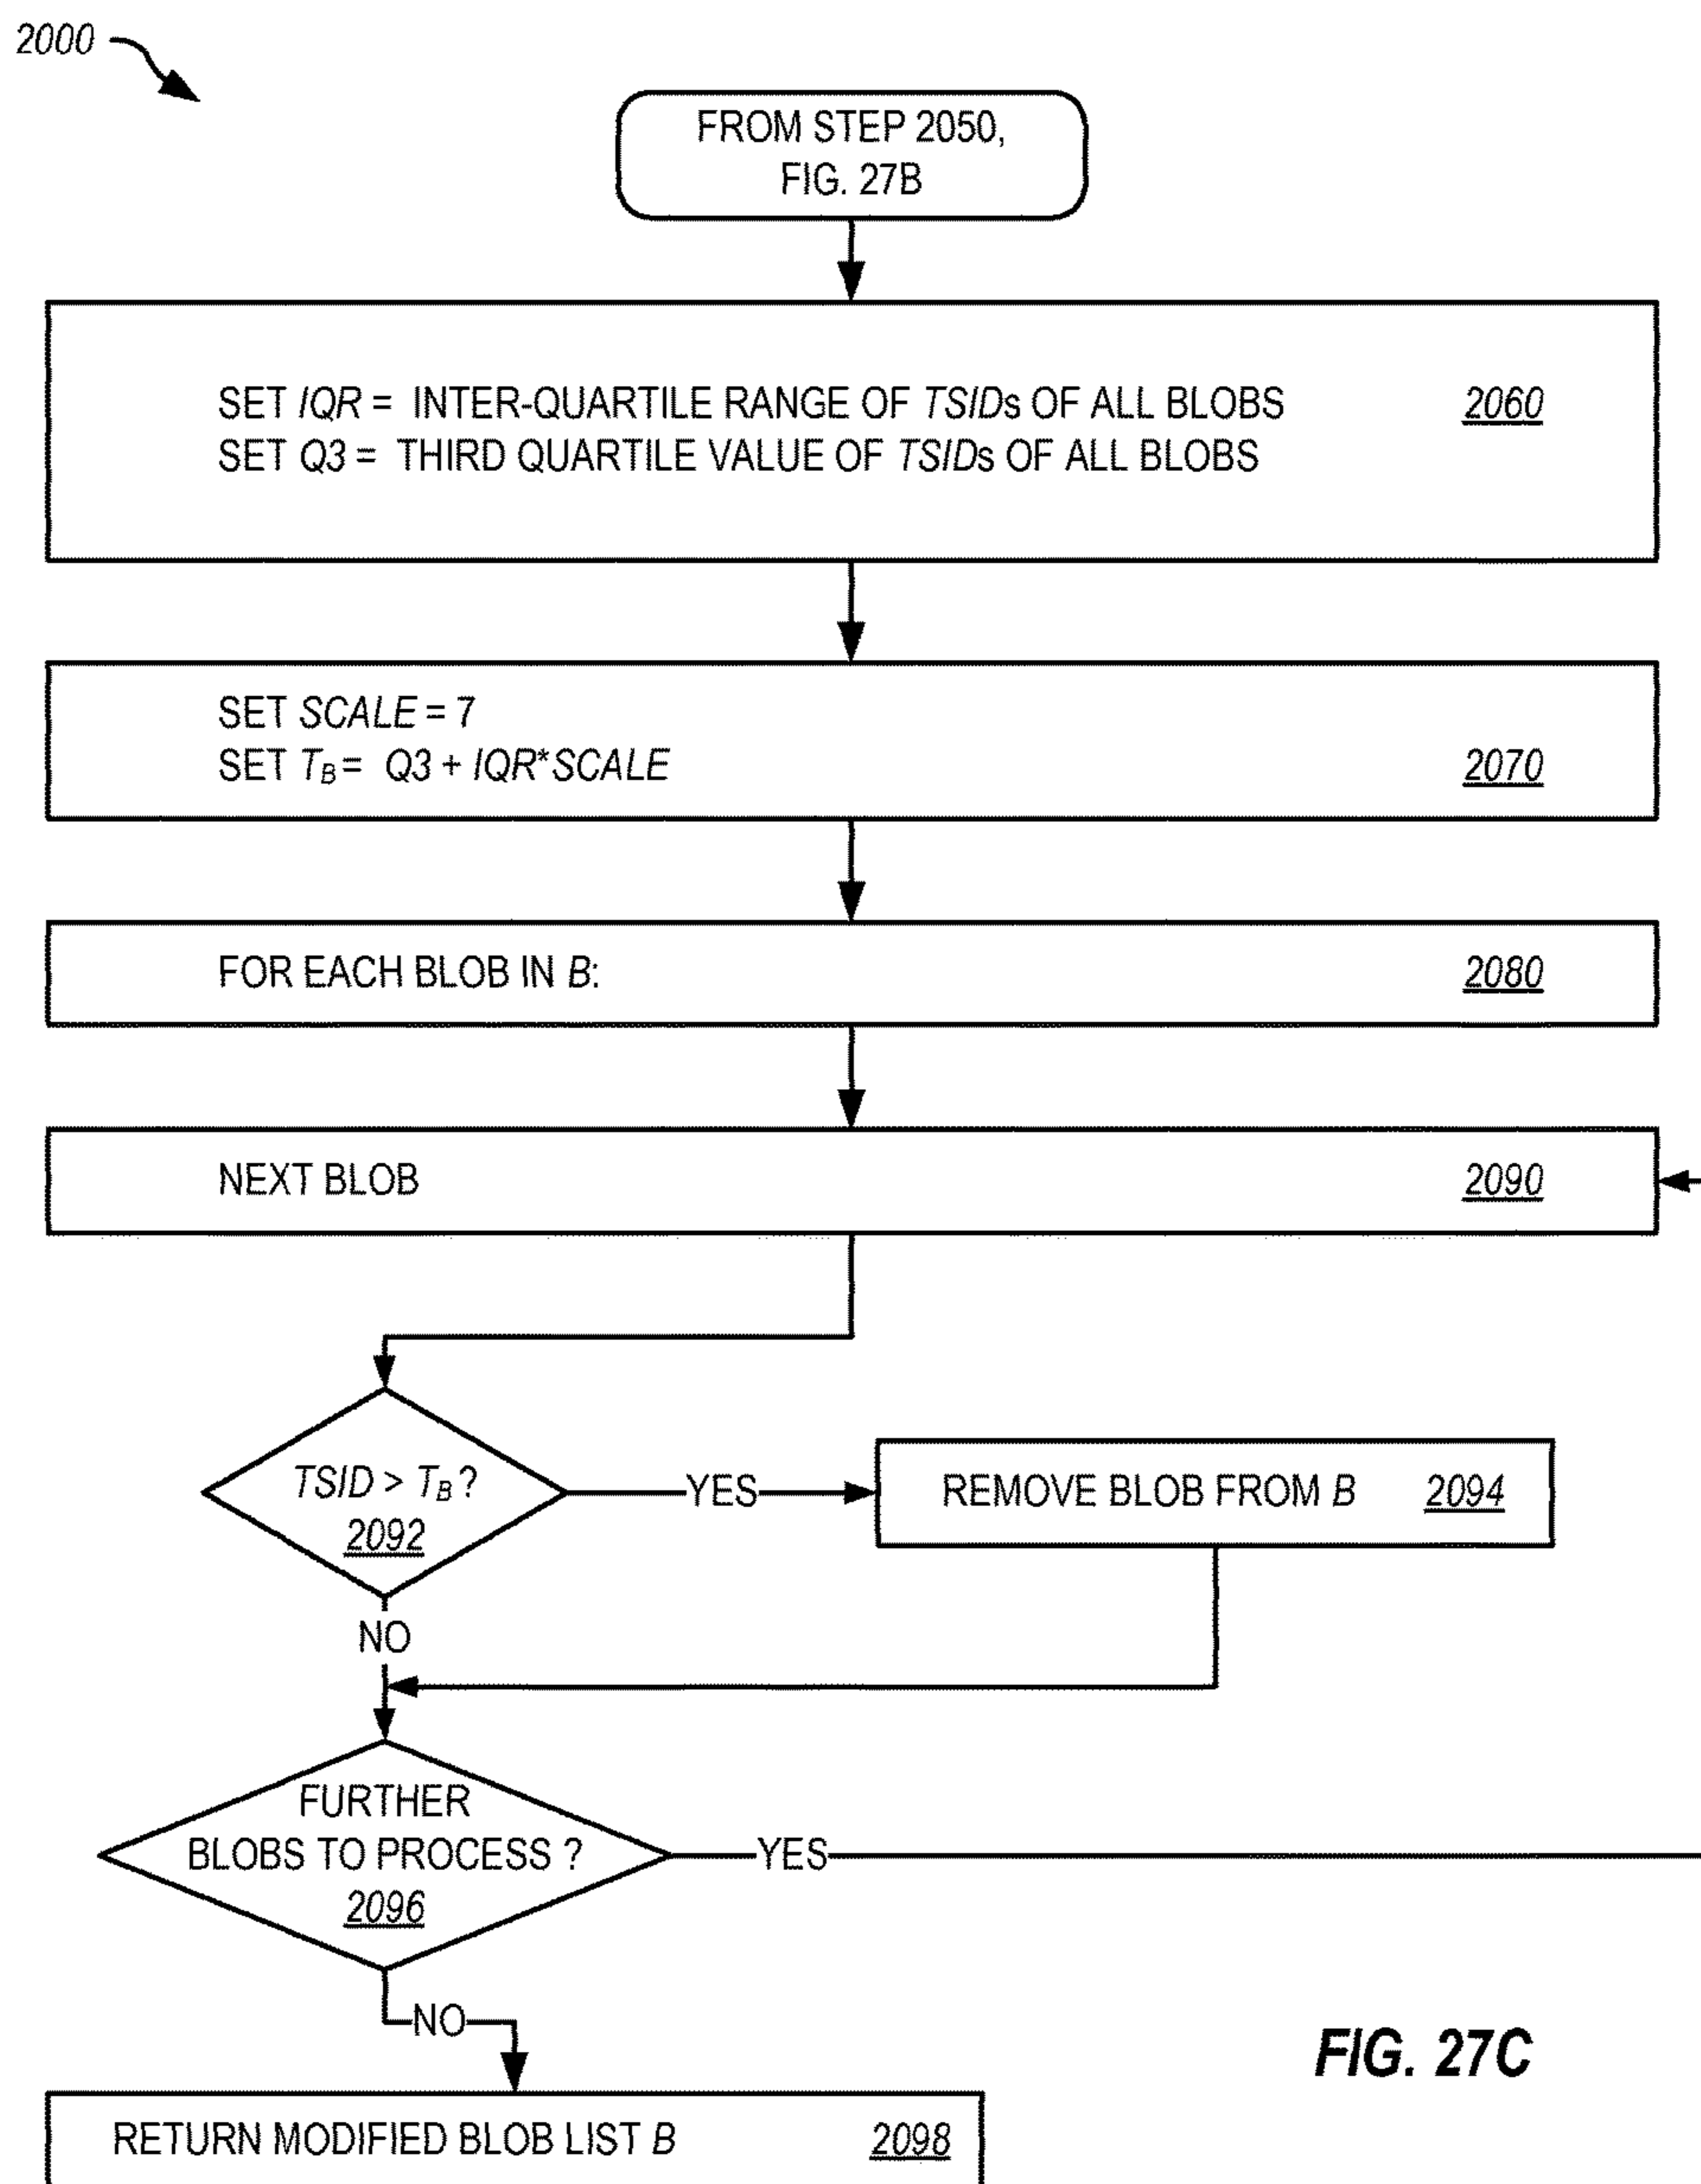 2000
FROM STEP 2050,
FIG. 27B
SET IQR = INTER-QUARTILE RANGE OF TSIDs OF ALL BLOBS 2060
SET Q3 = THIRD QUARTILE VALUE OF TSIDs OF ALL BLOBS
SET SCALE = 7
SET T_B = Q3 + IQR*SCALE 2070
FOR EACH BLOB IN B: 2080
NEXT BLOB 2090
TSID > T_B ?
2092
YES
REMOVE BLOB FROM B 2094
NO
FURTHER
BLOBS TO PROCESS ?
2096
YES
NO
RETURN MODIFIED BLOB LIST B 2098
FIG. 27C